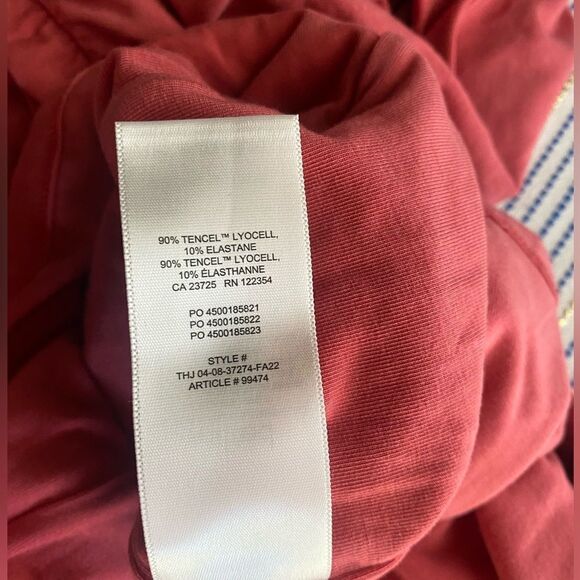 90% TENCEL™ LYOCELL,
10% ELASTANE
90% TENCEL™ LYOCELL,
10% ÉLASTHANNE
CA 23725 RN 122354
PO 4500185821
PO 4500185822
PO 4500185823
STYLE #
THJ 04-08-37274-FA22
ARTICLE # 99474